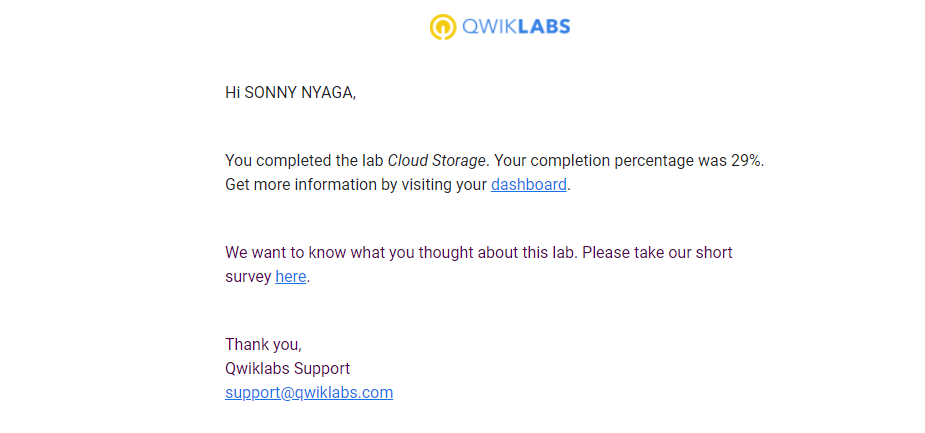 QWIKLABS
Hi SONNY NYAGA,
You completed the lab Cloud Storage. Your completion percentage was 29%.
Get more information by visiting your dashboard.
We want to know what you thought about this lab. Please take our short
survey here.
Thank you,
Qwiklabs Support
support@qwiklabs.com